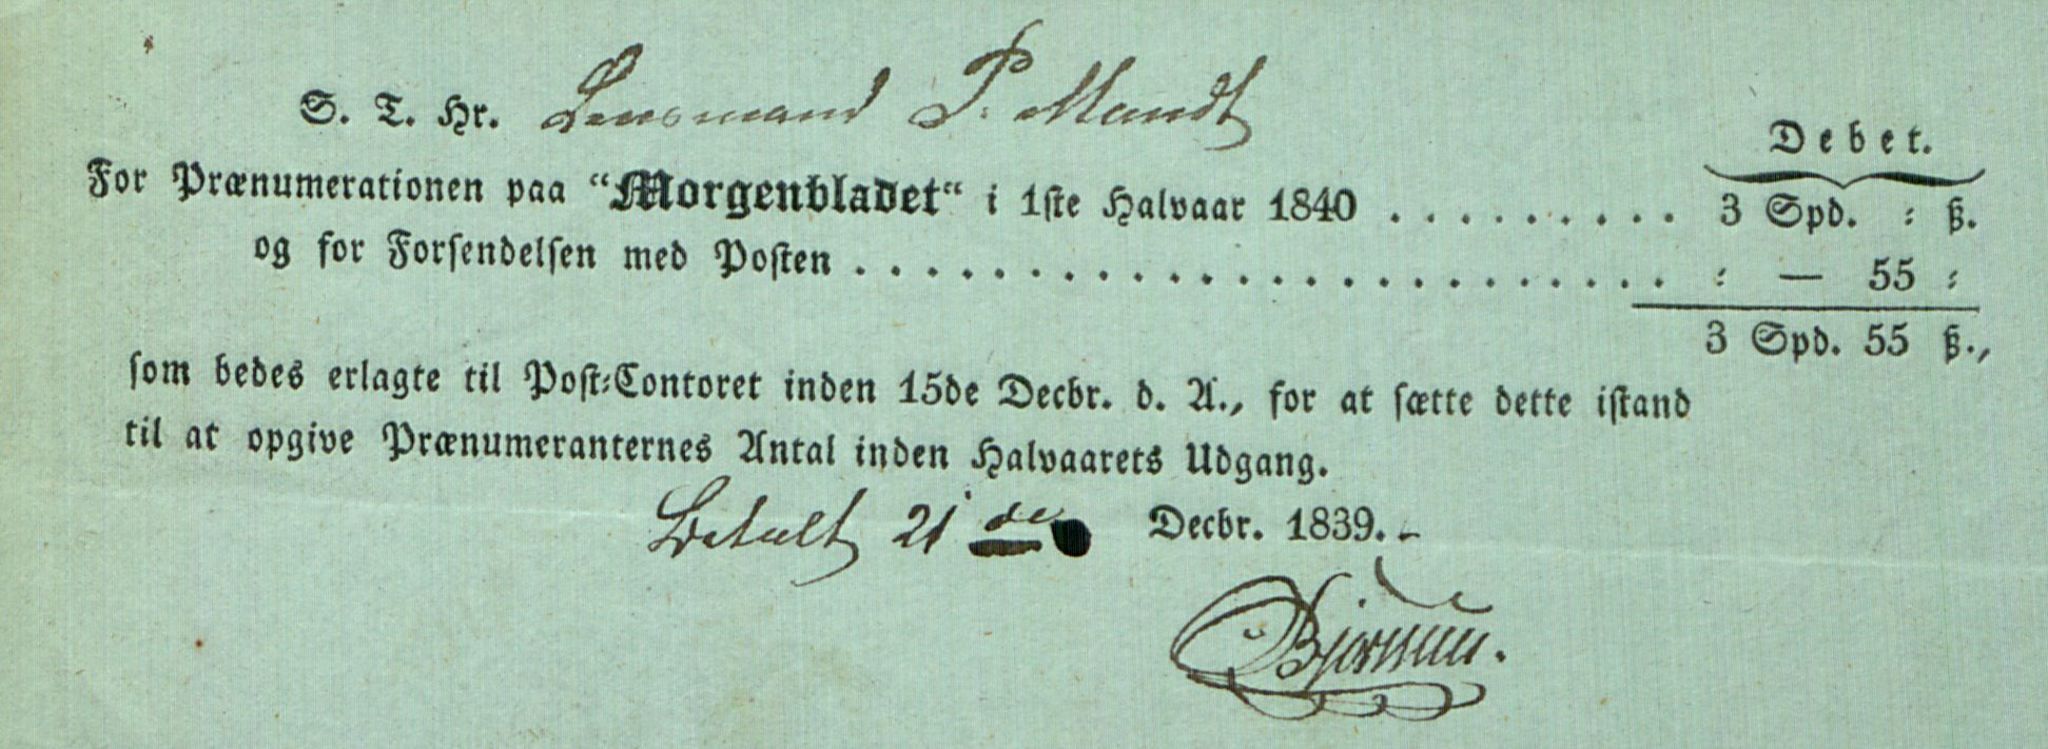 S. T. Hr. Lensmand P. Mandt
Debet.
For Prænumerationen paa “Morgenbladet“ i 1ste Halvaar 1840 . . . . . . . . . 3 Spd. : ß.
og for Forsendelsen med Posten . . . . . . . . . . . . . . . . . . . . . . . : — 55 :
3 Spd. 55 ß.,
som bedes erlagte til Post-Contoret inden 15de Decbr. d. A., for at sætte dette istand
til at opgive Prænumeranternes Antal inden Halvaarets Udgang.
Betalt 21de Decbr. 1839.-